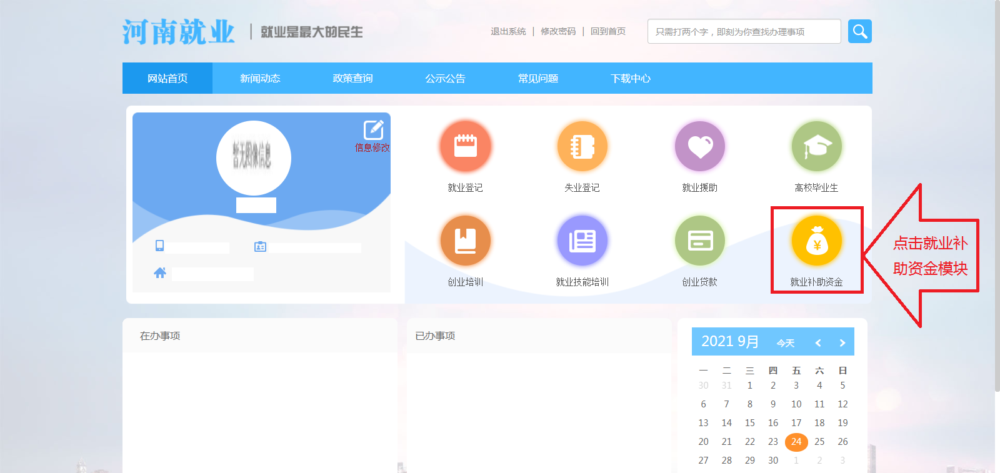 河南就业
就业是最大的民生
退出系统 | 修改密码 | 回到首页
只需打两个字，即刻为你查找办理事项
网站首页 新闻动态 政策查询 公示公告 常见问题 下载中心
暂无图像信息
信息修改
就业登记 失业登记 就业援助 高校毕业生
创业培训 就业技能培训 创业贷款 就业补助资金
点击就业补
助资金模块
在办事项
已办事项
2021 9月 今天 < >
一 二 三 四 五 六 日
30 31 1 2 3 4 5
6 7 8 9 10 11 12
13 14 15 16 17 18 19
20 21 22 23 24 25 26
27 28 29 30 1 2 3